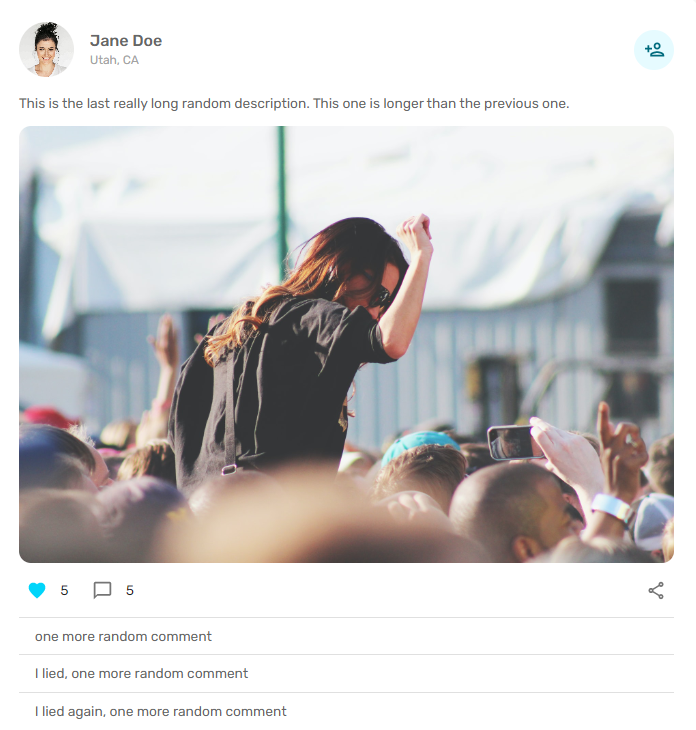 Jane Doe
Utah, CA
This is the last really long random description. This one is longer than the previous one.
5 5
one more random comment
I lied, one more random comment
I lied again, one more random comment